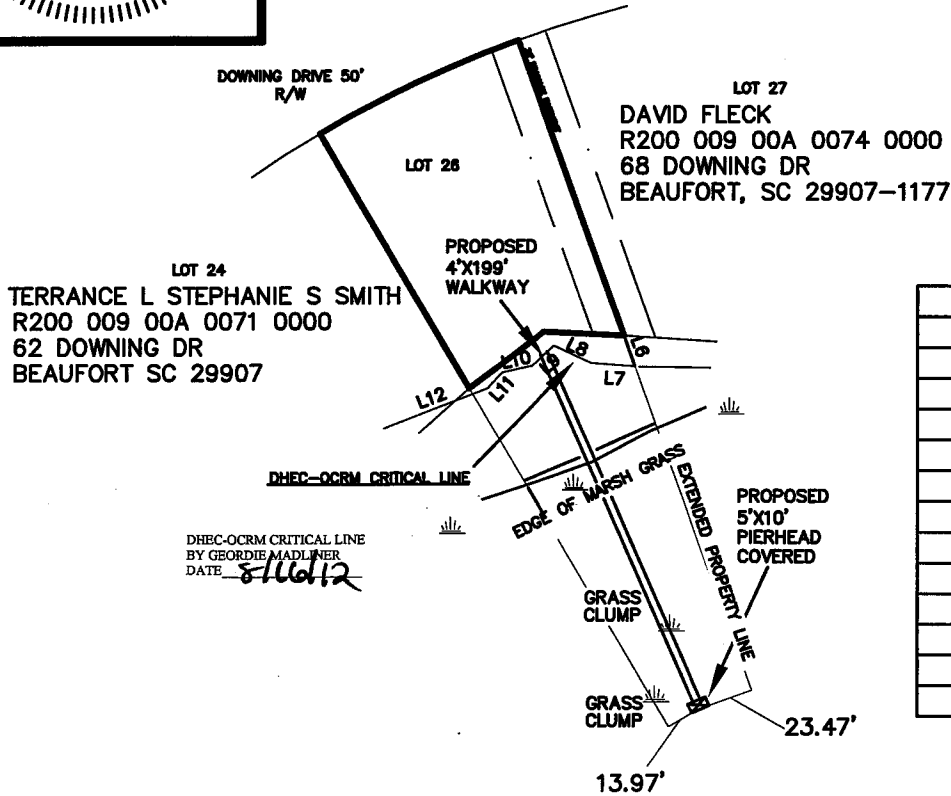 DOWNING DRIVE 50'
R/W
LOT 27
DAVID FLECK
R200 009 00A 0074 0000
68 DOWNING DR
BEAUFORT, SC 29907-1177
LOT 26
PROPOSED
4'X199'
WALKWAY
LOT 24
TERRANCE L STEPHANIE S SMITH
R200 009 00A 0071 0000
62 DOWNING DR
BEAUFORT SC 29907
L6
L8
L7
L10
L9
L11
L12
DHEC-OCRM CRITICAL LINE
EDGE OF MARSH GRASS
EXTENDED PROPERTY LINE
PROPOSED
5'X10'
PIERHEAD
COVERED
DHEC-OCRM CRITICAL LINE
BY GEORDIE MADLINER
DATE 8/16/12
GRASS
CLUMP
GRASS
CLUMP
23.47'
13.97'